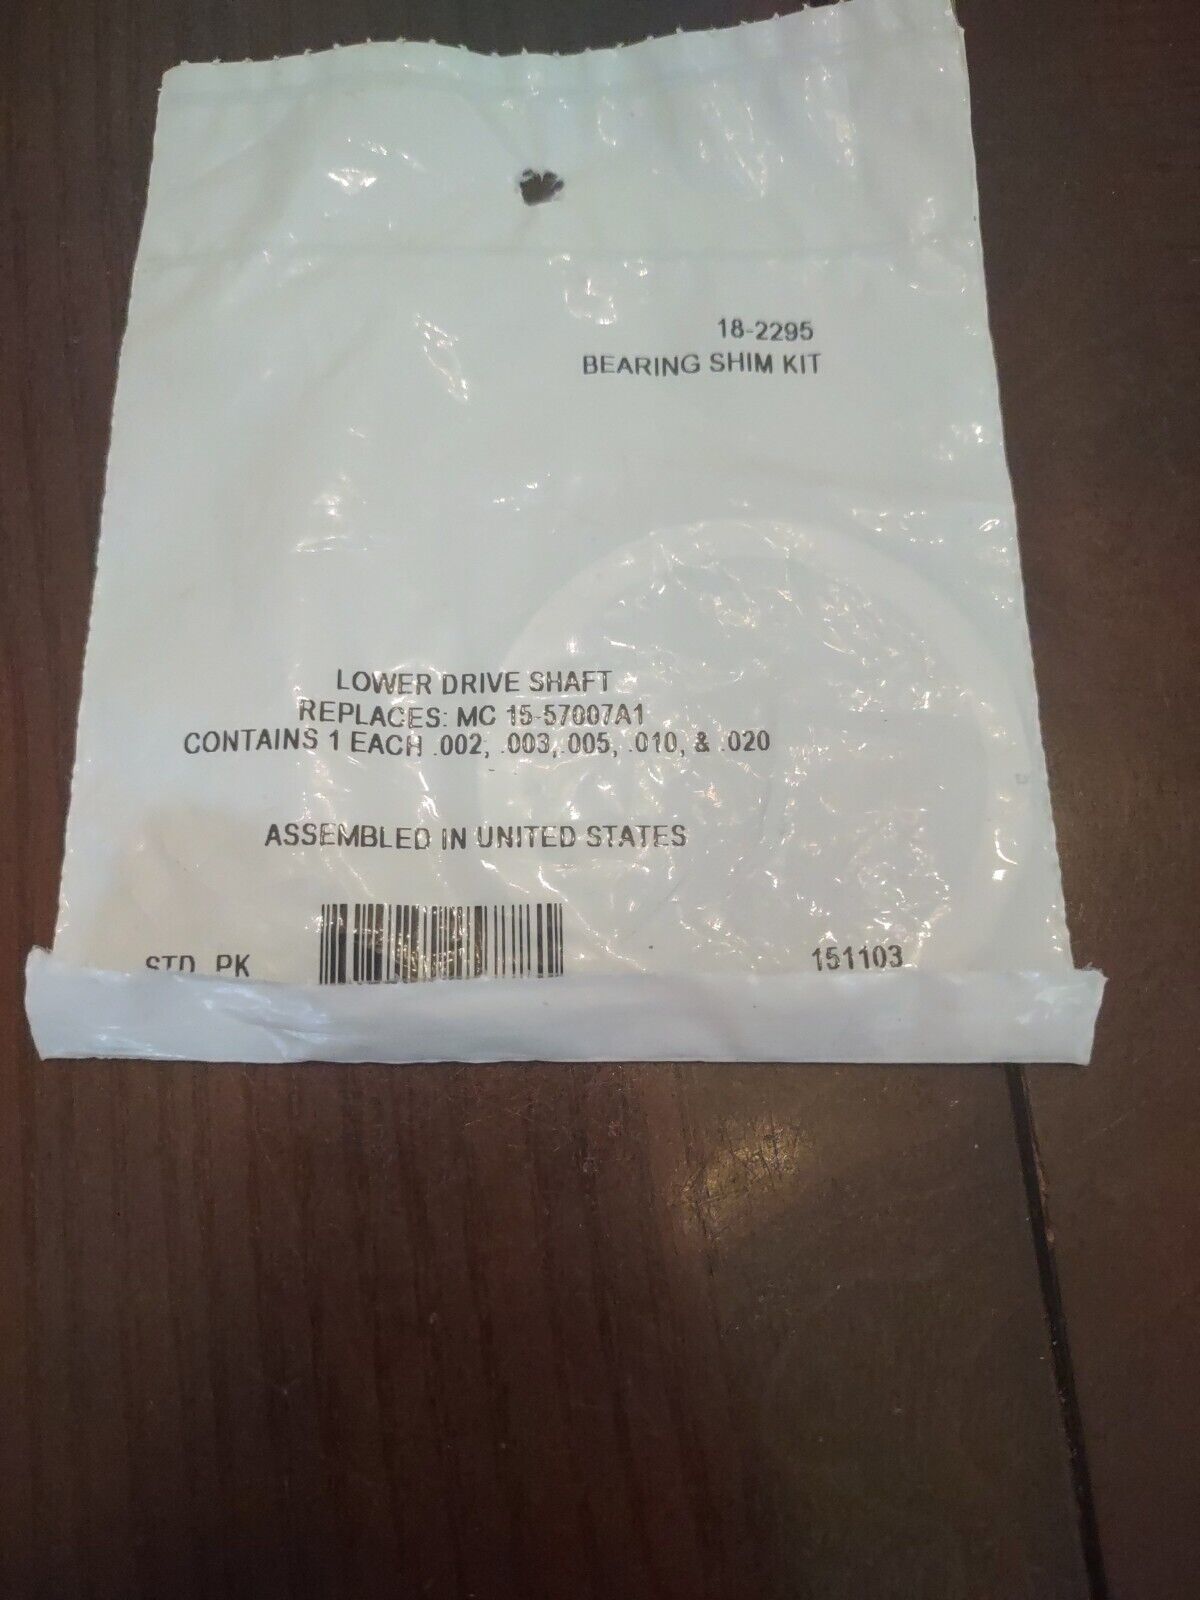 18-2295
BEARING SHIM KIT
LOWER DRIVE SHAFT
REPLACES: MC 15-57007A1
CONTAINS 1 EACH .002, .003, .005, .010, & .020
ASSEMBLED IN UNITED STATES
STD. PK
151103